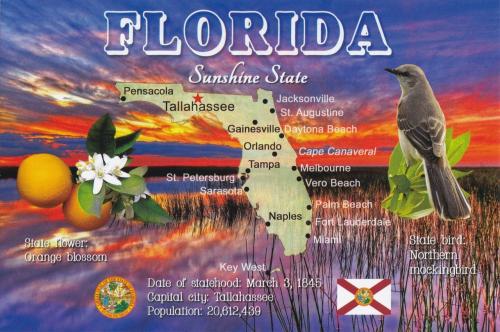 FLORIDA
Sunshine State
Pensacola
Tallahassee
Jacksonville
St. Augustine
Gainesville
Daytona Beach
Orlando
Cape Canaveral
Tampa
Melbourne
St. Petersburg
Vero Beach
Sarasota
Palm Beach
Naples
Fort Lauderdale
Miami
State flower:
Orange blossom
State bird:
Northern
mockingbird
Key West
Date of statehood: March 3, 1845
Capital city: Tallahassee
Population: 20,612,439